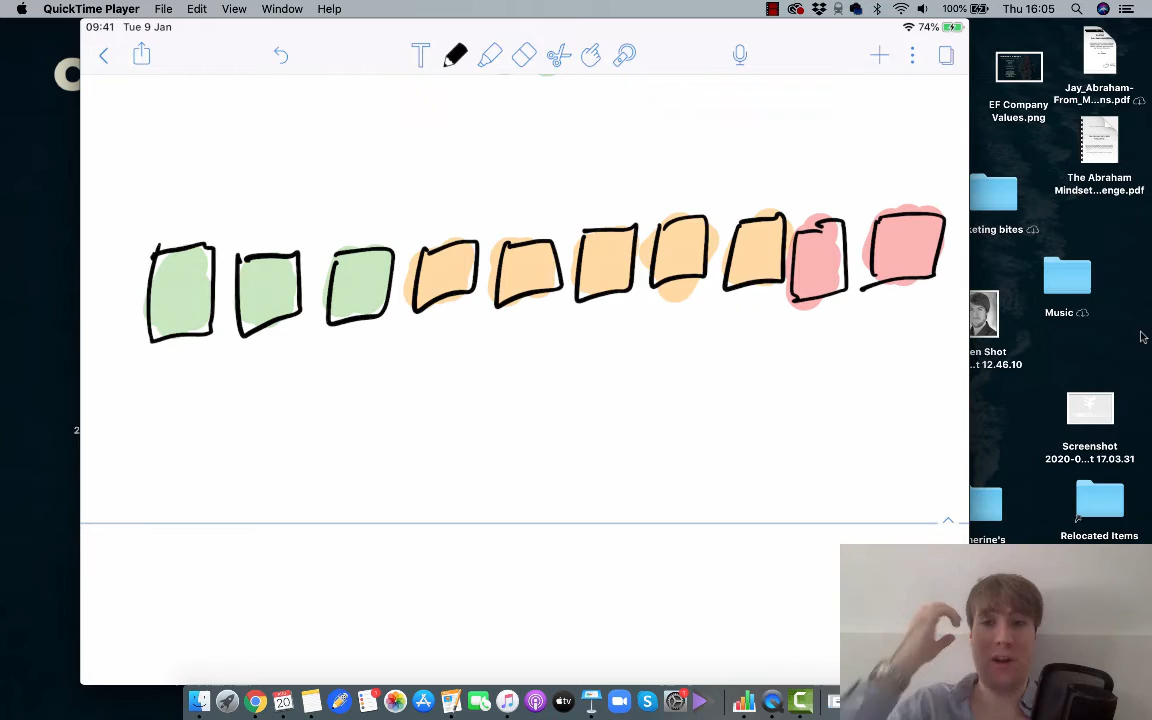 QuickTime Player File Edit View Window Help 100% Thu 16:05
09:41 Tue 9 Jan 74%
T
EF Company
Values.png
Jay_Abraham-
From_M...ns.pdf
The Abraham
Mindset...enge.pdf
keting bites
Music
en Shot
...t 12.46.10
Screenshot
2020-0...t 17.03.31
Relocated Items
herine's
20
tv
S